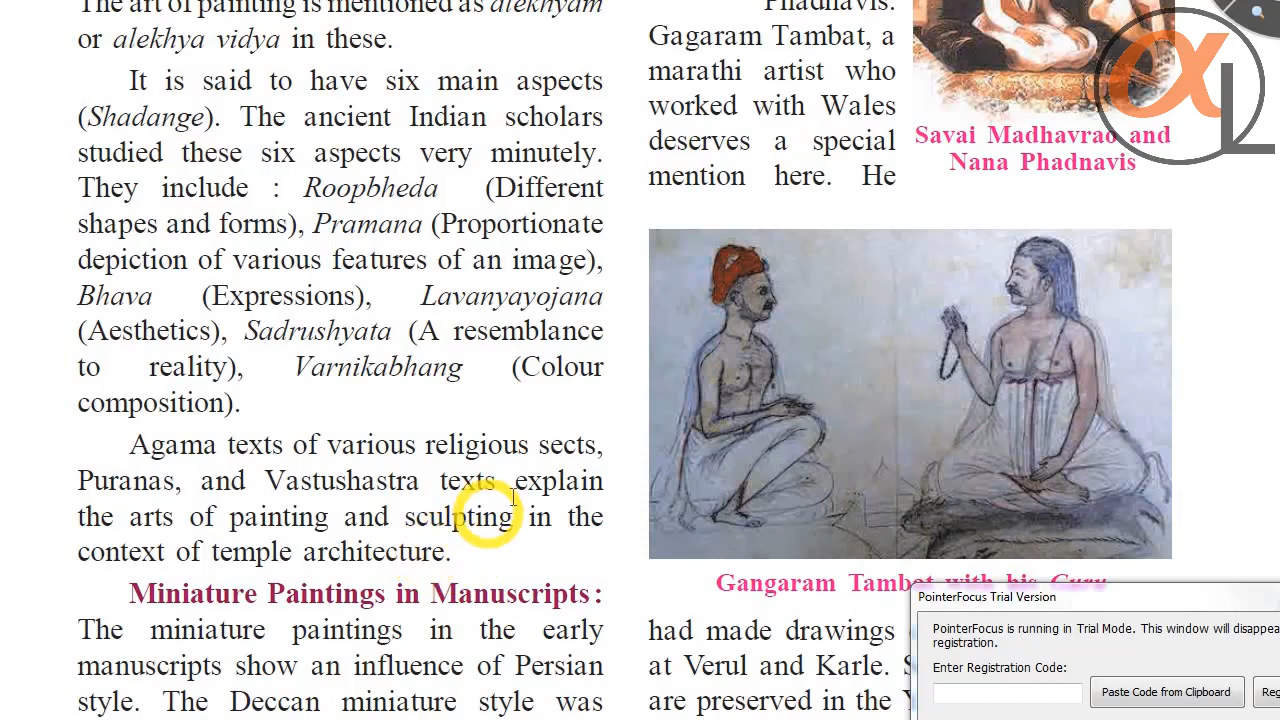 The art of painting is mentioned as alekhyam
or alekhya vidya in these.
It is said to have six main aspects
(Shadange). The ancient Indian scholars
studied these six aspects very minutely.
They include : Roopbheda (Different
shapes and forms), Pramana (Proportionate
depiction of various features of an image),
Bhava (Expressions), Lavanyayojana
(Aesthetics), Sadrushyata (A resemblance
to reality), Varnikabhang (Colour
composition).
Agama texts of various religious sects,
Puranas, and Vastushastra texts explain
the arts of painting and sculpting in the
context of temple architecture.
Miniature Paintings in Manuscripts :
The miniature paintings in the early
manuscripts show an influence of Persian
style. The Deccan miniature style was
Phadnavis.
Gagaram Tambat, a
marathi artist who
worked with Wales
deserves a special
mention here. He
Savai Madhavrao and
Nana Phadnavis
αL
Gangaram Tambat with his Guru
had made drawings
at Verul and Karle.
are preserved in the
PointerFocus Trial Version
PointerFocus is running in Trial Mode. This window will disappea
registration.
Enter Registration Code:
Paste Code from Clipboard
Reg